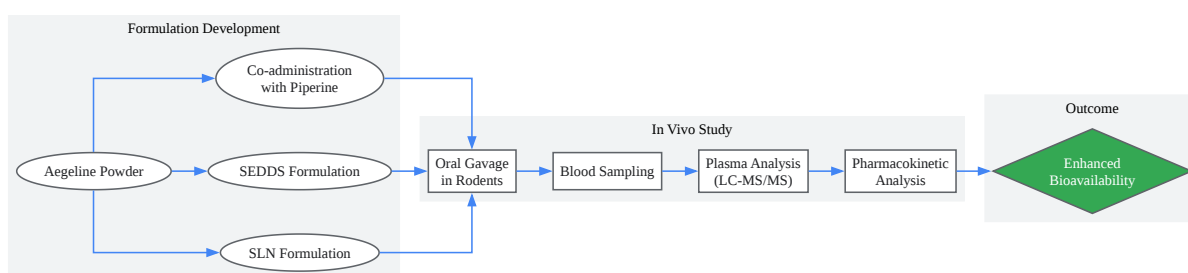 Formulation Development
Co-administration
with Piperine
Aegeline Powder
SEDDS Formulation
SLN Formulation
In Vivo Study
Oral Gavage
in Rodents
Blood Sampling
Plasma Analysis
(LC-MS/MS)
Pharmacokinetic
Analysis
Outcome
Enhanced
Bioavailability